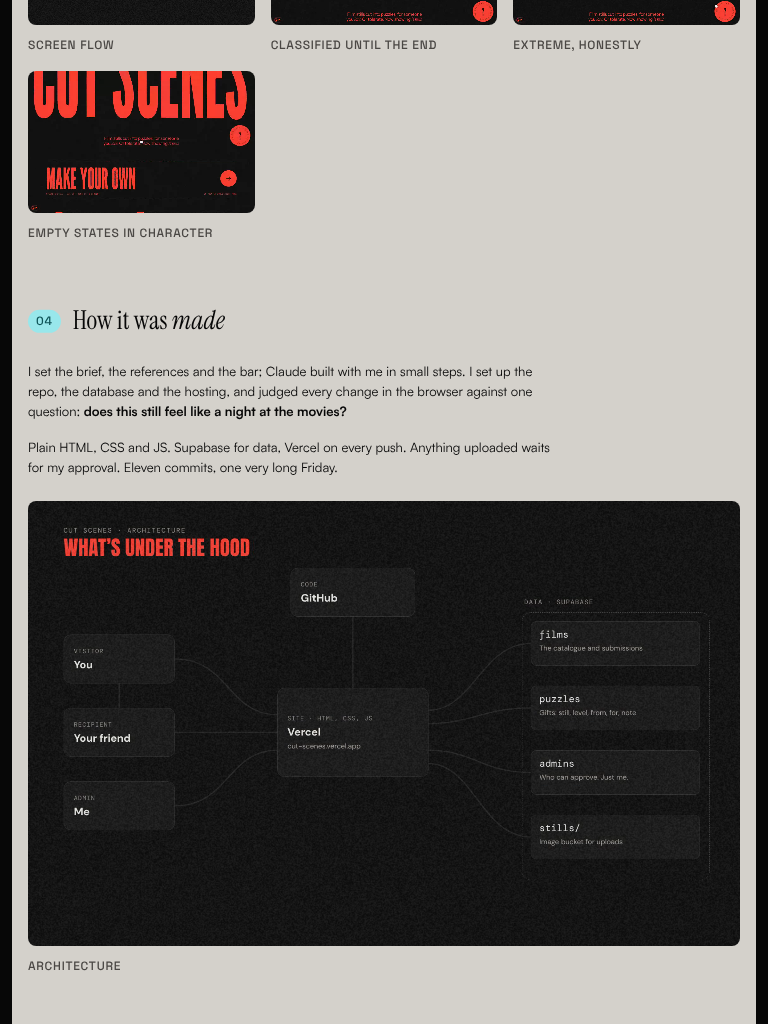 SCREEN FLOW
CLASSIFIED UNTIL THE END
EXTREME, HONESTLY
CUT SCENES
MAKE YOUR OWN
EMPTY STATES IN CHARACTER
04
How it was made
I set the brief, the references and the bar; Claude built with me in small steps. I set up the
repo, the database and the hosting, and judged every change in the browser against one
question: does this still feel like a night at the movies?
Plain HTML, CSS and JS. Supabase for data, Vercel on every push. Anything uploaded waits
for my approval. Eleven commits, one very long Friday.
CUT SCENES · ARCHITECTURE
WHAT'S UNDER THE HOOD
CODE
GitHub
DATA · SUPABASE
films
The catalogue and submissions
VISITOR
You
puzzles
Gifts: still, level, from, for, note
RECIPIENT
Your friend
SITE · HTML, CSS, JS
Vercel
cut-scenes.vercel.app
admins
Who can approve. Just me.
ADMIN
Me
stills/
Image bucket for uploads
ARCHITECTURE